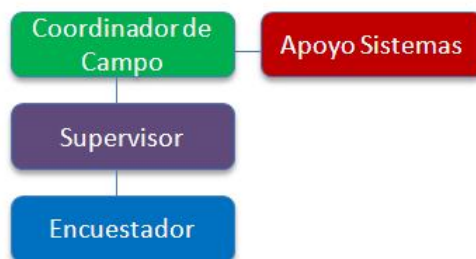 Coordinador de
Campo
Apoyo Sistemas
Supervisor
Encuestador